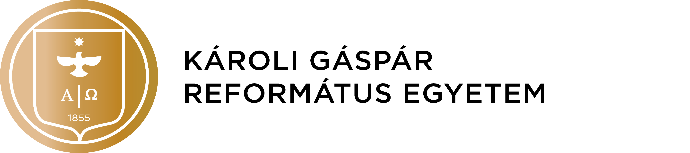 A|Ω
1855
KÁROLI GÁSPÁR
REFORMÁTUS EGYETEM